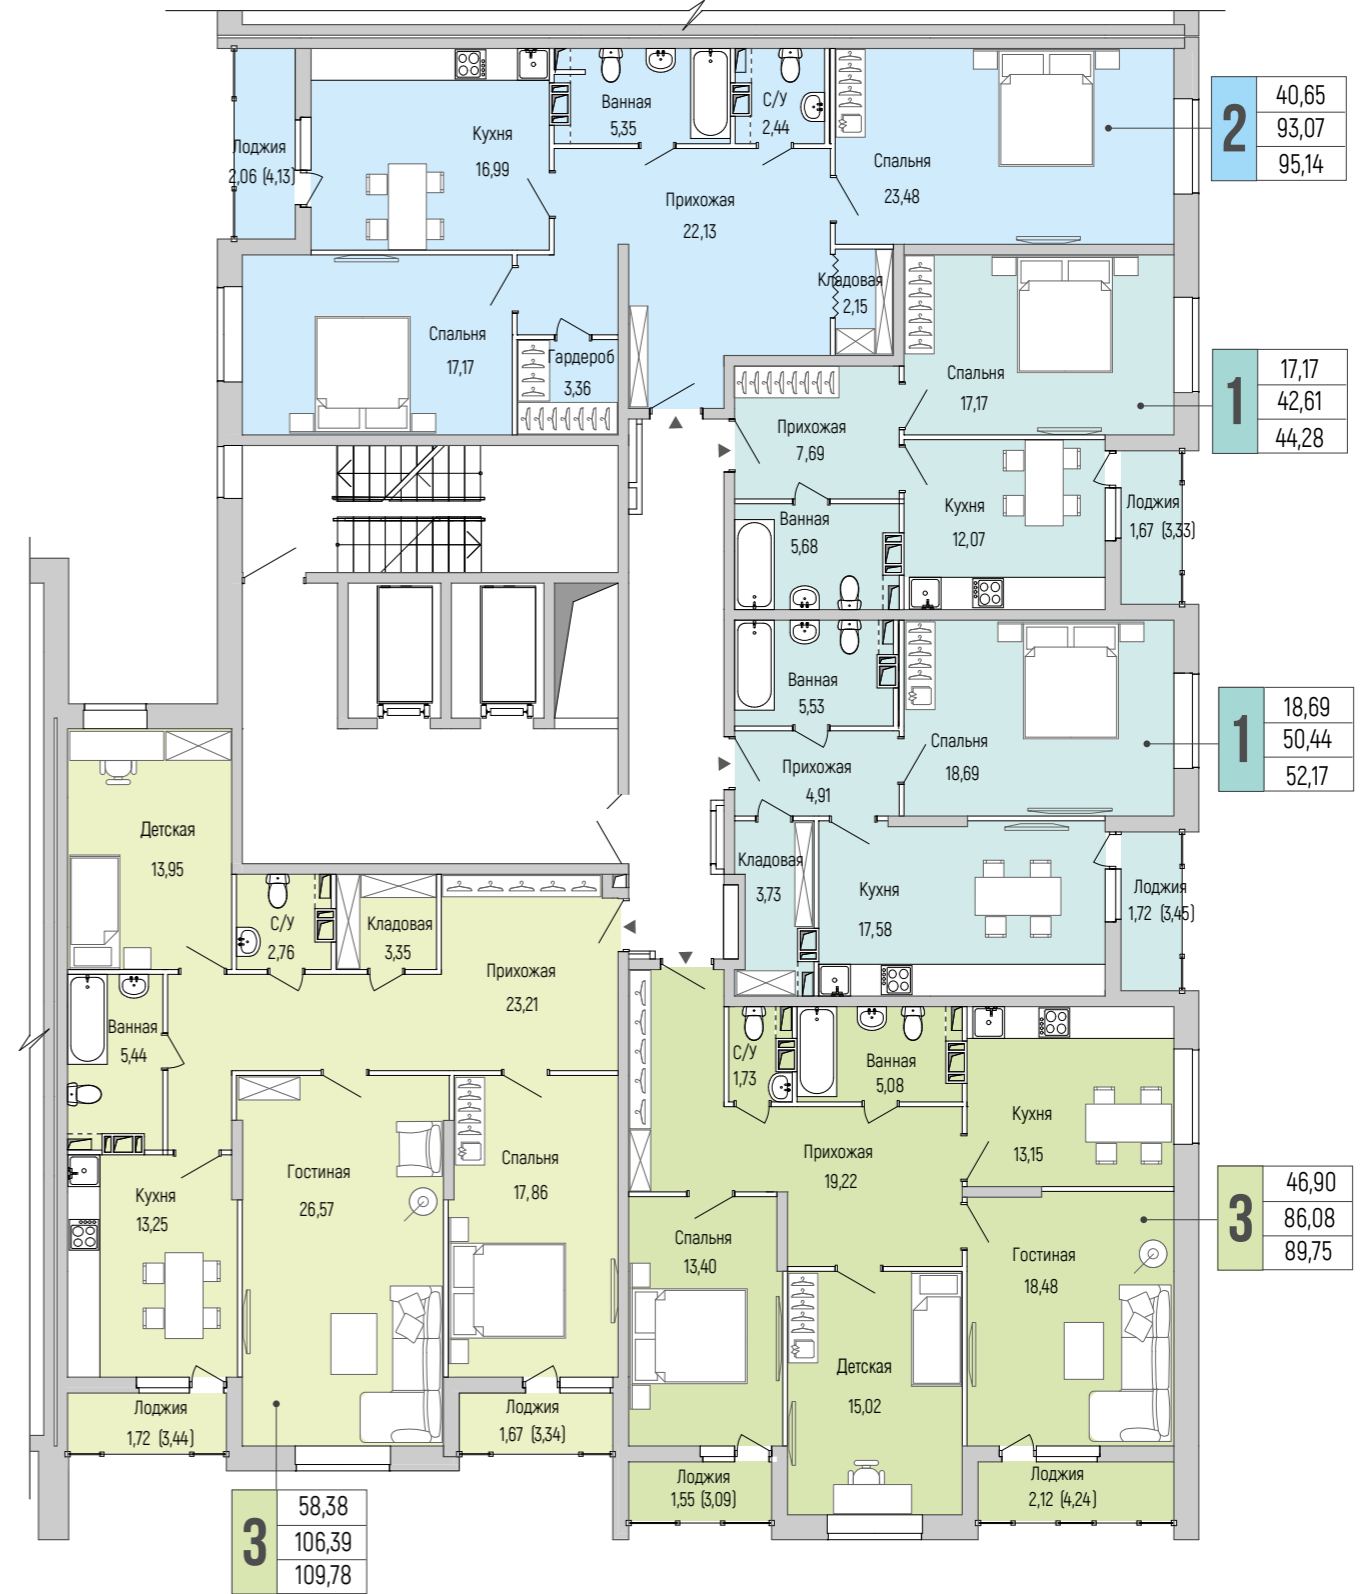 Лоджия
2,06 (4,13)
Кухня
16,99
Ванная
5,35
С/У
2,44
Прихожая
22,13
Спальня
23,48
Кладовая
2,15
Спальня
17,17
Гардероб
3,36
2
40,65
93,07
95,14
Спальня
17,17
Прихожая
7,69
Ванная
5,68
Кухня
12,07
Лоджия
1,67 (3,33)
1
17,17
42,61
44,28
Ванная
5,53
Спальня
18,69
Прихожая
4,91
Кладовая
3,73
Кухня
17,58
Лоджия
1,72 (3,45)
1
18,69
50,44
52,17
Детская
13,95
С/У
2,76
Кладовая
3,35
Прихожая
23,21
Ванная
5,44
Кухня
13,25
Гостиная
26,57
Спальня
17,86
Лоджия
1,72 (3,44)
Лоджия
1,67 (3,34)
3
58,38
106,39
109,78
С/У
1,73
Ванная
5,08
Кухня
13,15
Прихожая
19,22
Спальня
13,40
Гостиная
18,48
Детская
15,02
Лоджия
1,55 (3,09)
Лоджия
2,12 (4,24)
3
46,90
86,08
89,75